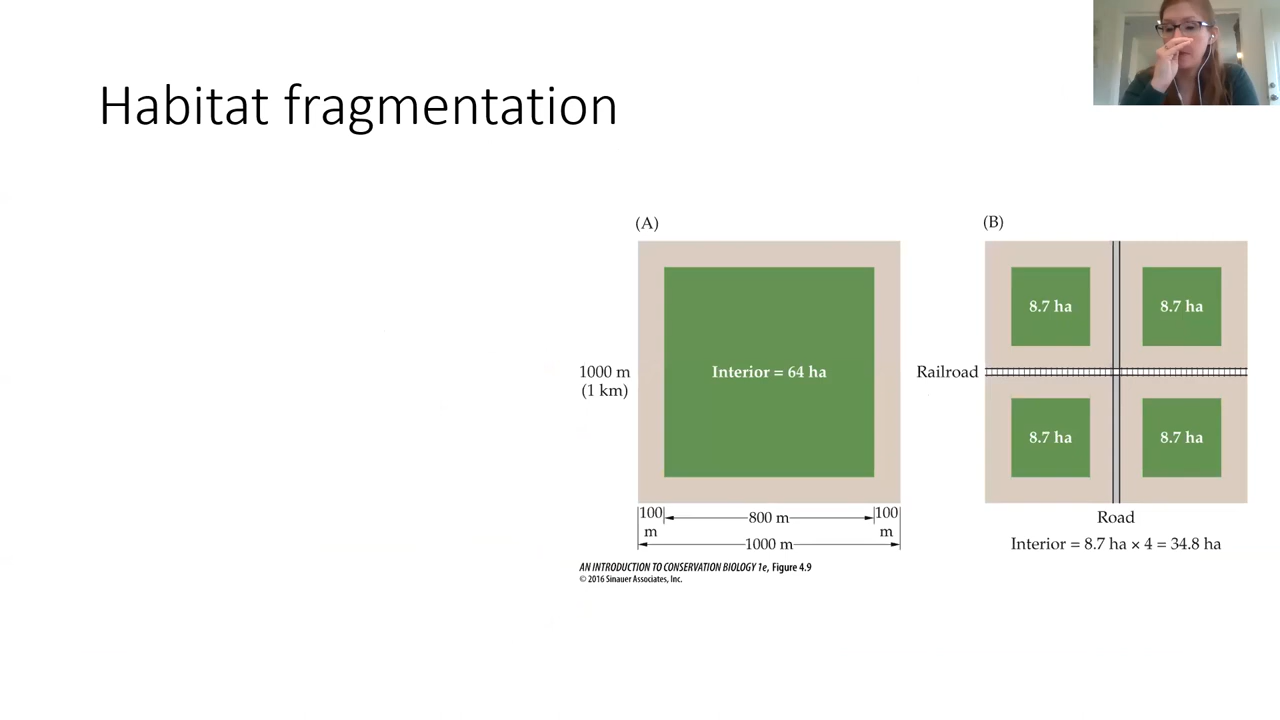 Habitat fragmentation
(A)
1000 m
(1 km)
Interior = 64 ha
100
m
800 m
100
m
1000 m
(B)
8.7 ha
8.7 ha
Railroad
8.7 ha
8.7 ha
Road
Interior = 8.7 ha × 4 = 34.8 ha
AN INTRODUCTION TO CONSERVATION BIOLOGY 1e, Figure 4.9
© 2016 Sinauer Associates, Inc.